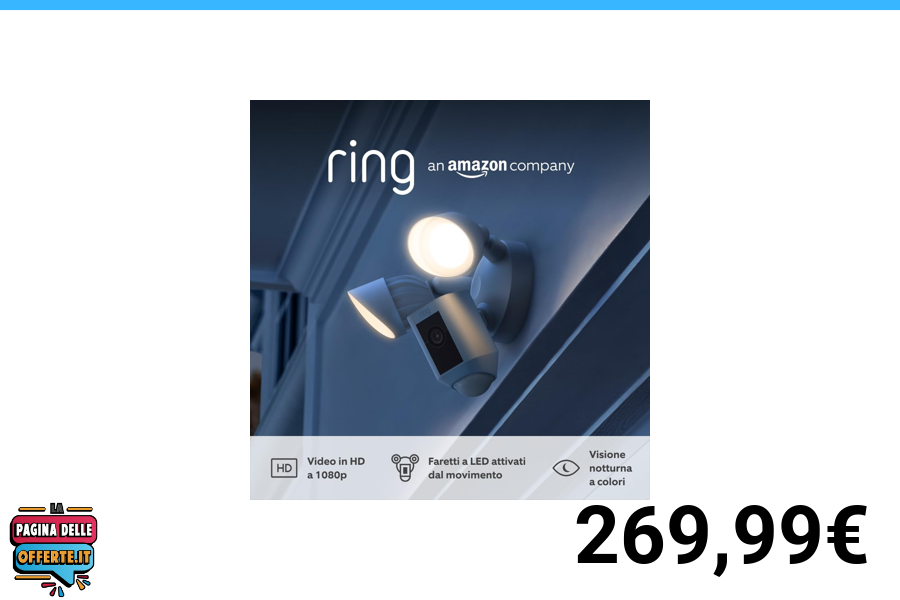 ring an amazon company
HD
Video in HD
a 1080p
Faretti a LED attivati
dal movimento
Visione
notturna
a colori
LA
PAGINA DELLE
OFFERTE.IT
269,99€